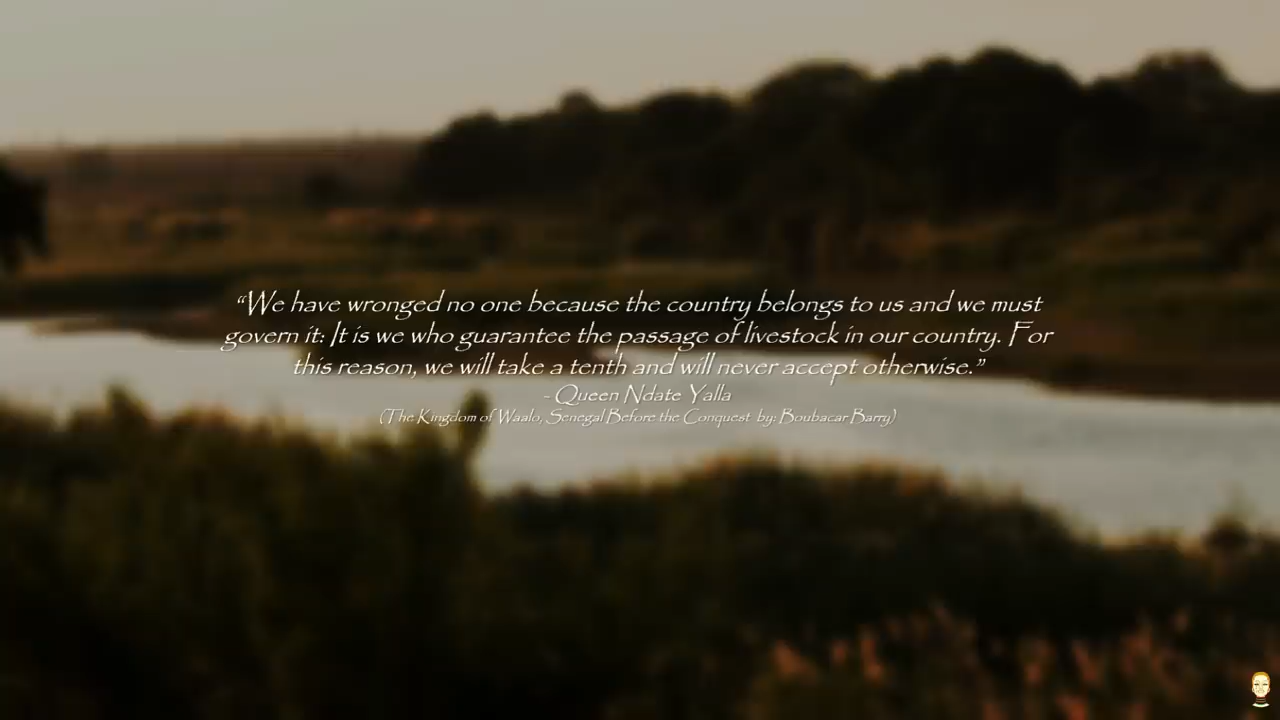 “We have wronged no one because the country belongs to us and we must
govern it: It is we who guarantee the passage of livestock in our country. For
this reason, we will take a tenth and will never accept otherwise.”
- Queen Ndate Yalla
(The Kingdom of Waalo, Senegal Before the Conquest by: Boubacar Barry)